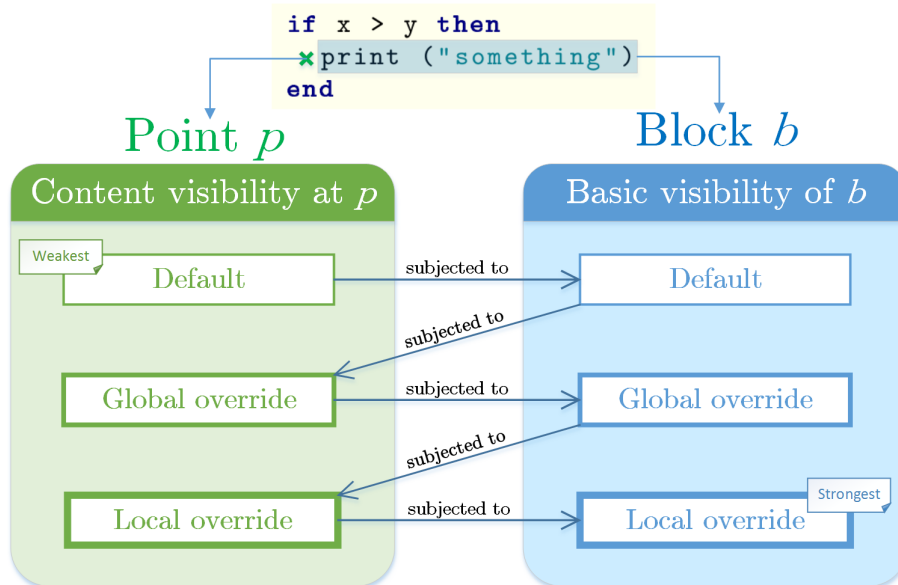 if x > y then
print ("something")
end
Point p
Block b
Content visibility at p
Basic visibility of b
Weakest
Default
subjected to
Default
subjected to
Global override
subjected to
Global override
subjected to
Strongest
Local override
subjected to
Local override